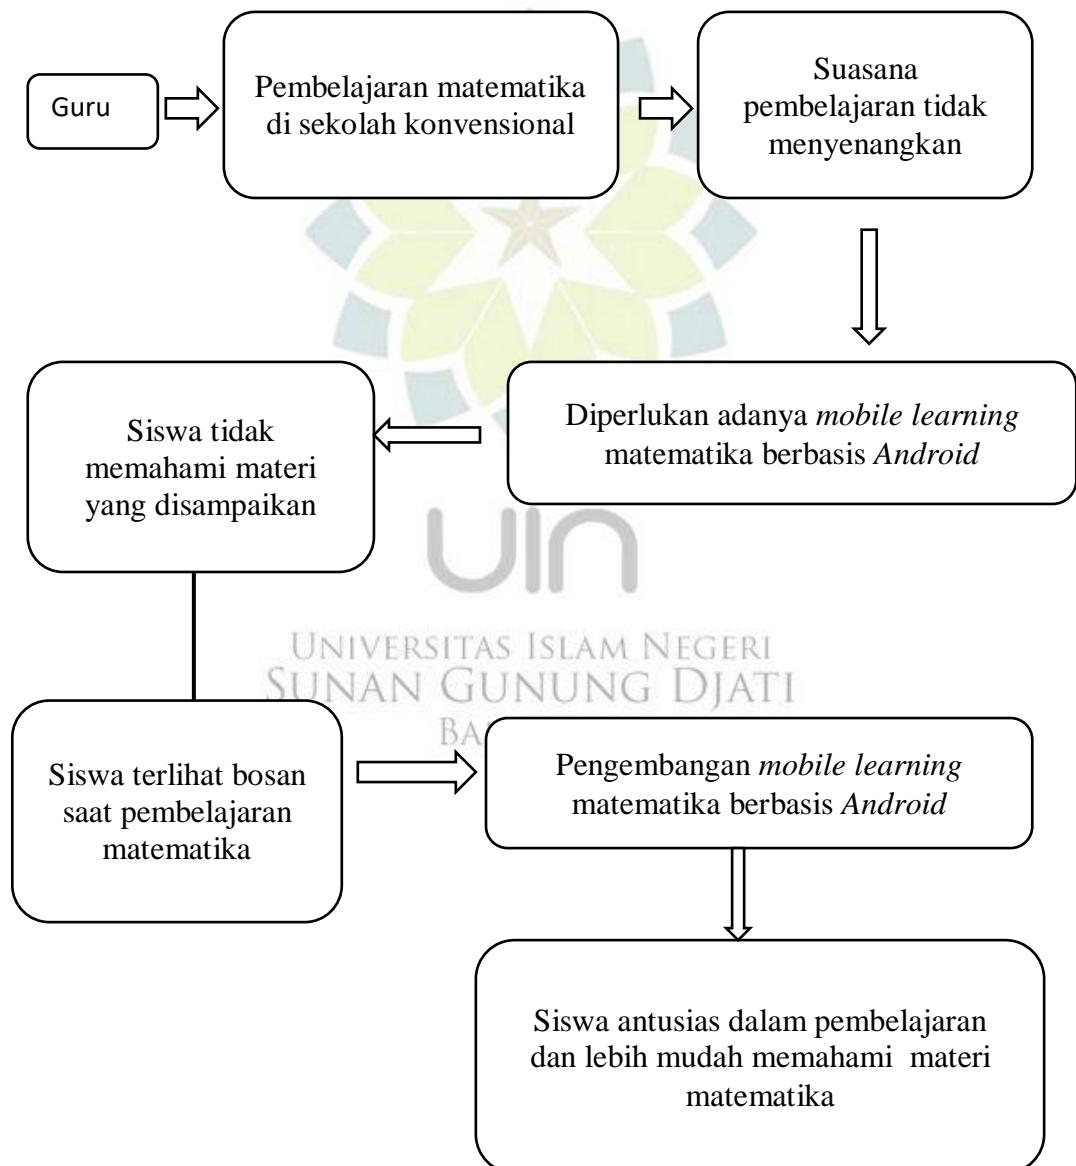 Guru
Pembelajaran matematika
di sekolah konvensional
Suasana
pembelajaran tidak
menyenangkan
Diperlukan adanya mobile learning
matematika berbasis Android
Siswa tidak
memahami materi
yang disampaikan
uin
UNIVERSITAS ISLAM NEGERI
SUNAN GUNUNG DJATI
Siswa terlihat bosan
saat pembelajaran
matematika
Pengembangan mobile learning
matematika berbasis Android
Siswa antusias dalam pembelajaran
dan lebih mudah memahami materi
matematika